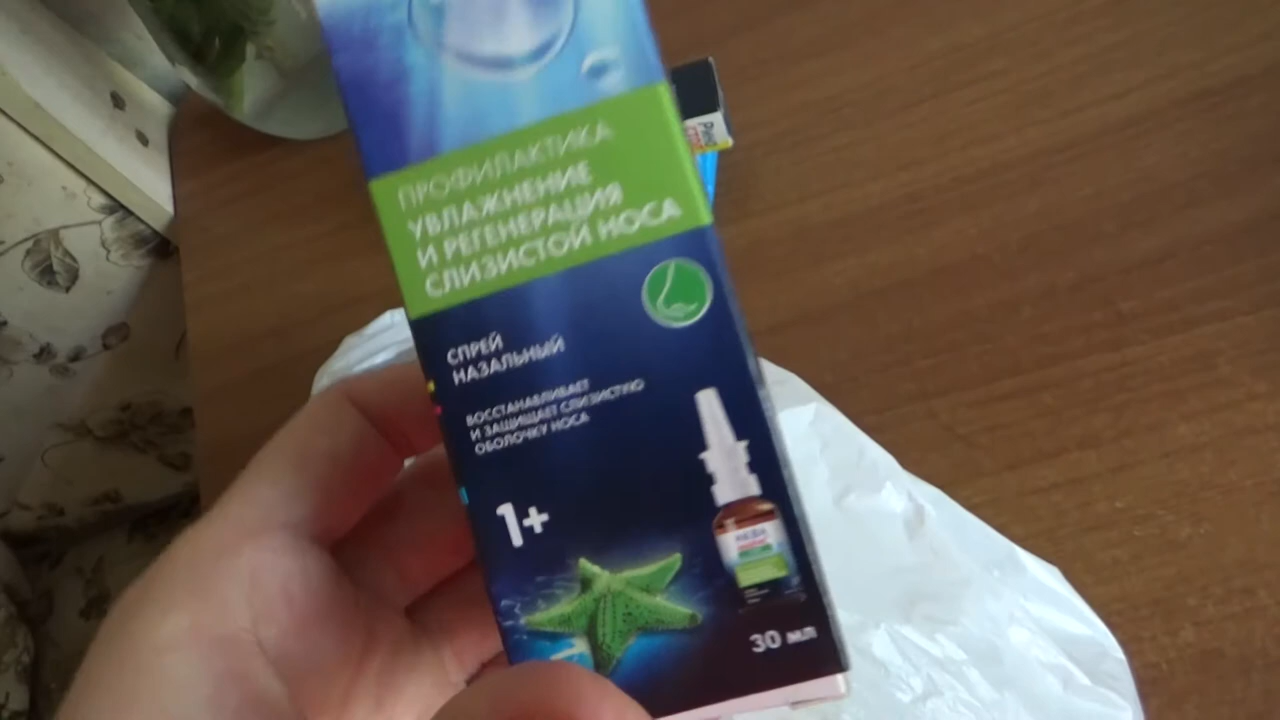 ПРОФИЛАКТИКА
УВЛАЖНЕНИЕ
И РЕГЕНЕРАЦИЯ
СЛИЗИСТОЙ НОСА
СПРЕЙ
НАЗАЛЬНЫЙ
ВОССТАНАВЛИВАЕТ
И ЗАЩИЩАЕТ СЛИЗИСТУЮ
ОБОЛОЧКУ НОСА
1+
30 мл